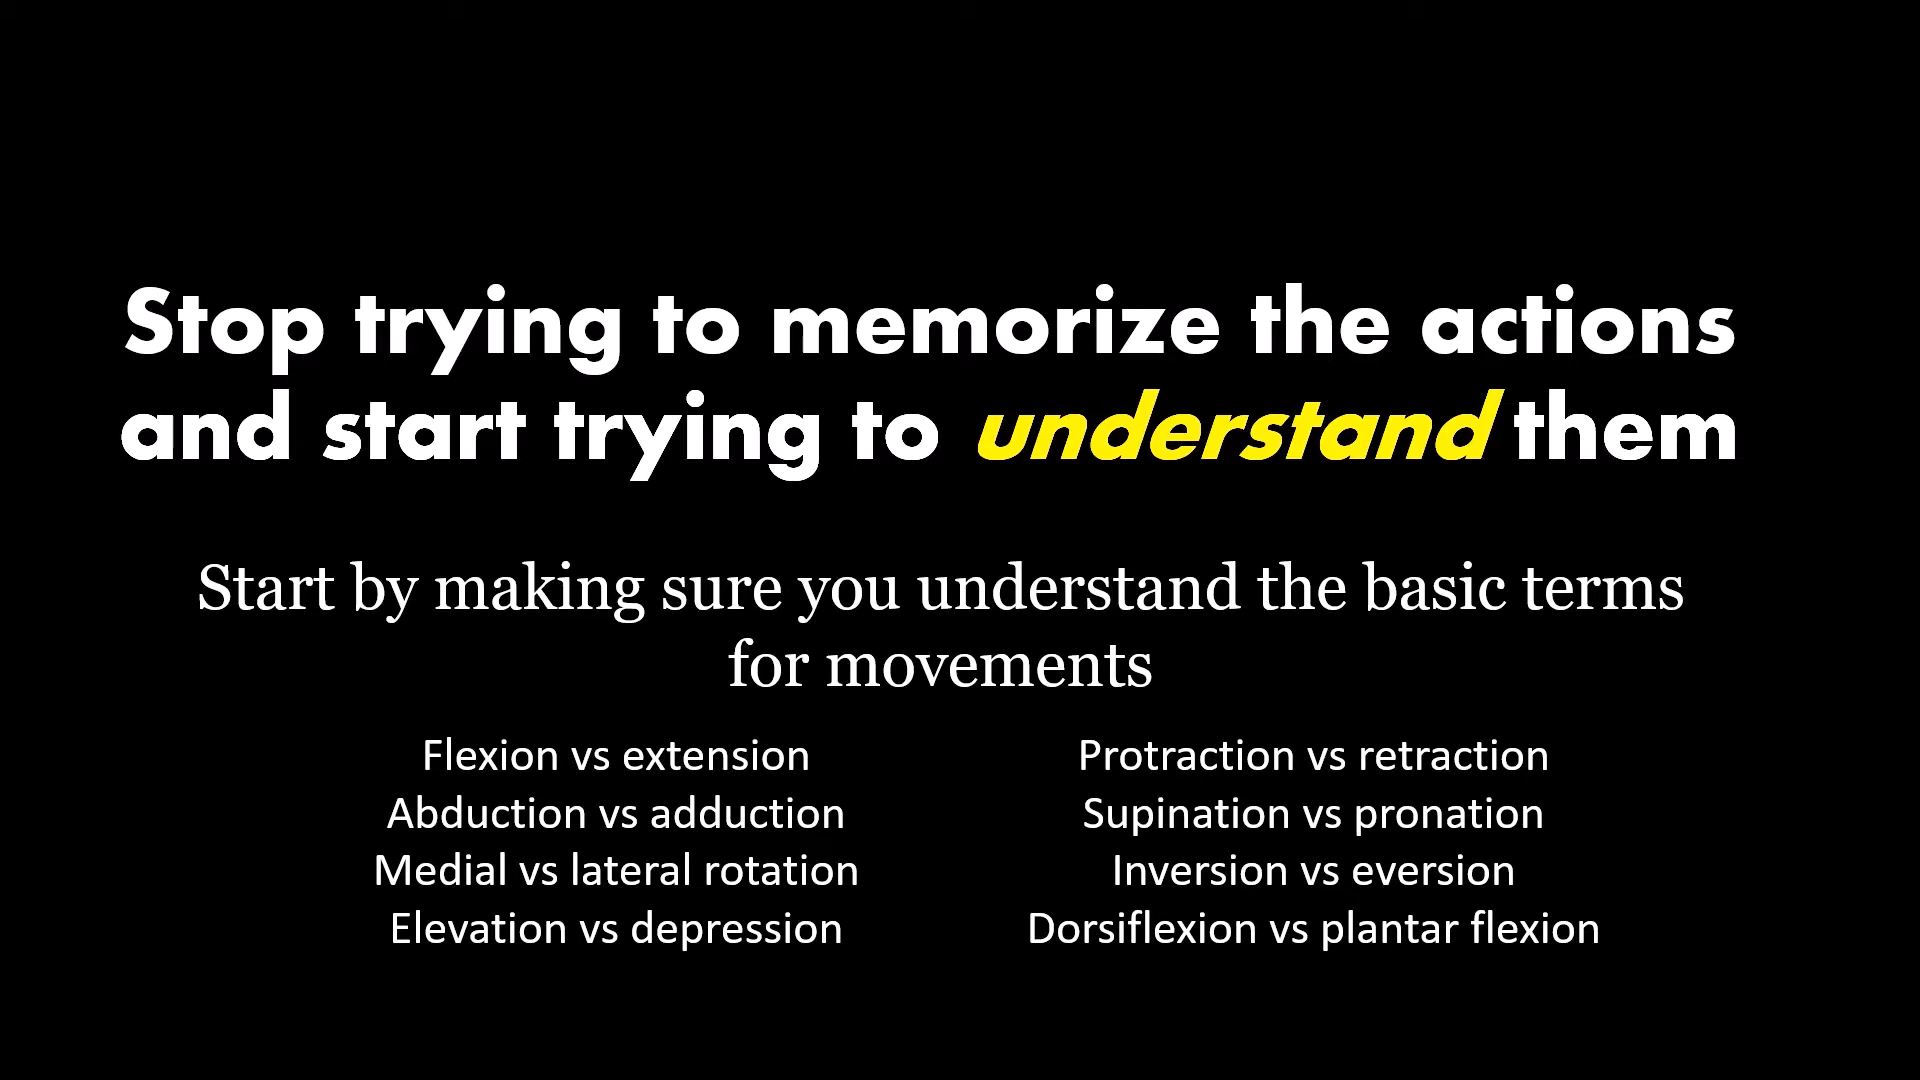 Stop trying to memorize the actions
and start trying to understand them
Start by making sure you understand the basic terms
for movements
Flexion vs extension
Abduction vs adduction
Medial vs lateral rotation
Elevation vs depression
Protraction vs retraction
Supination vs pronation
Inversion vs eversion
Dorsiflexion vs plantar flexion